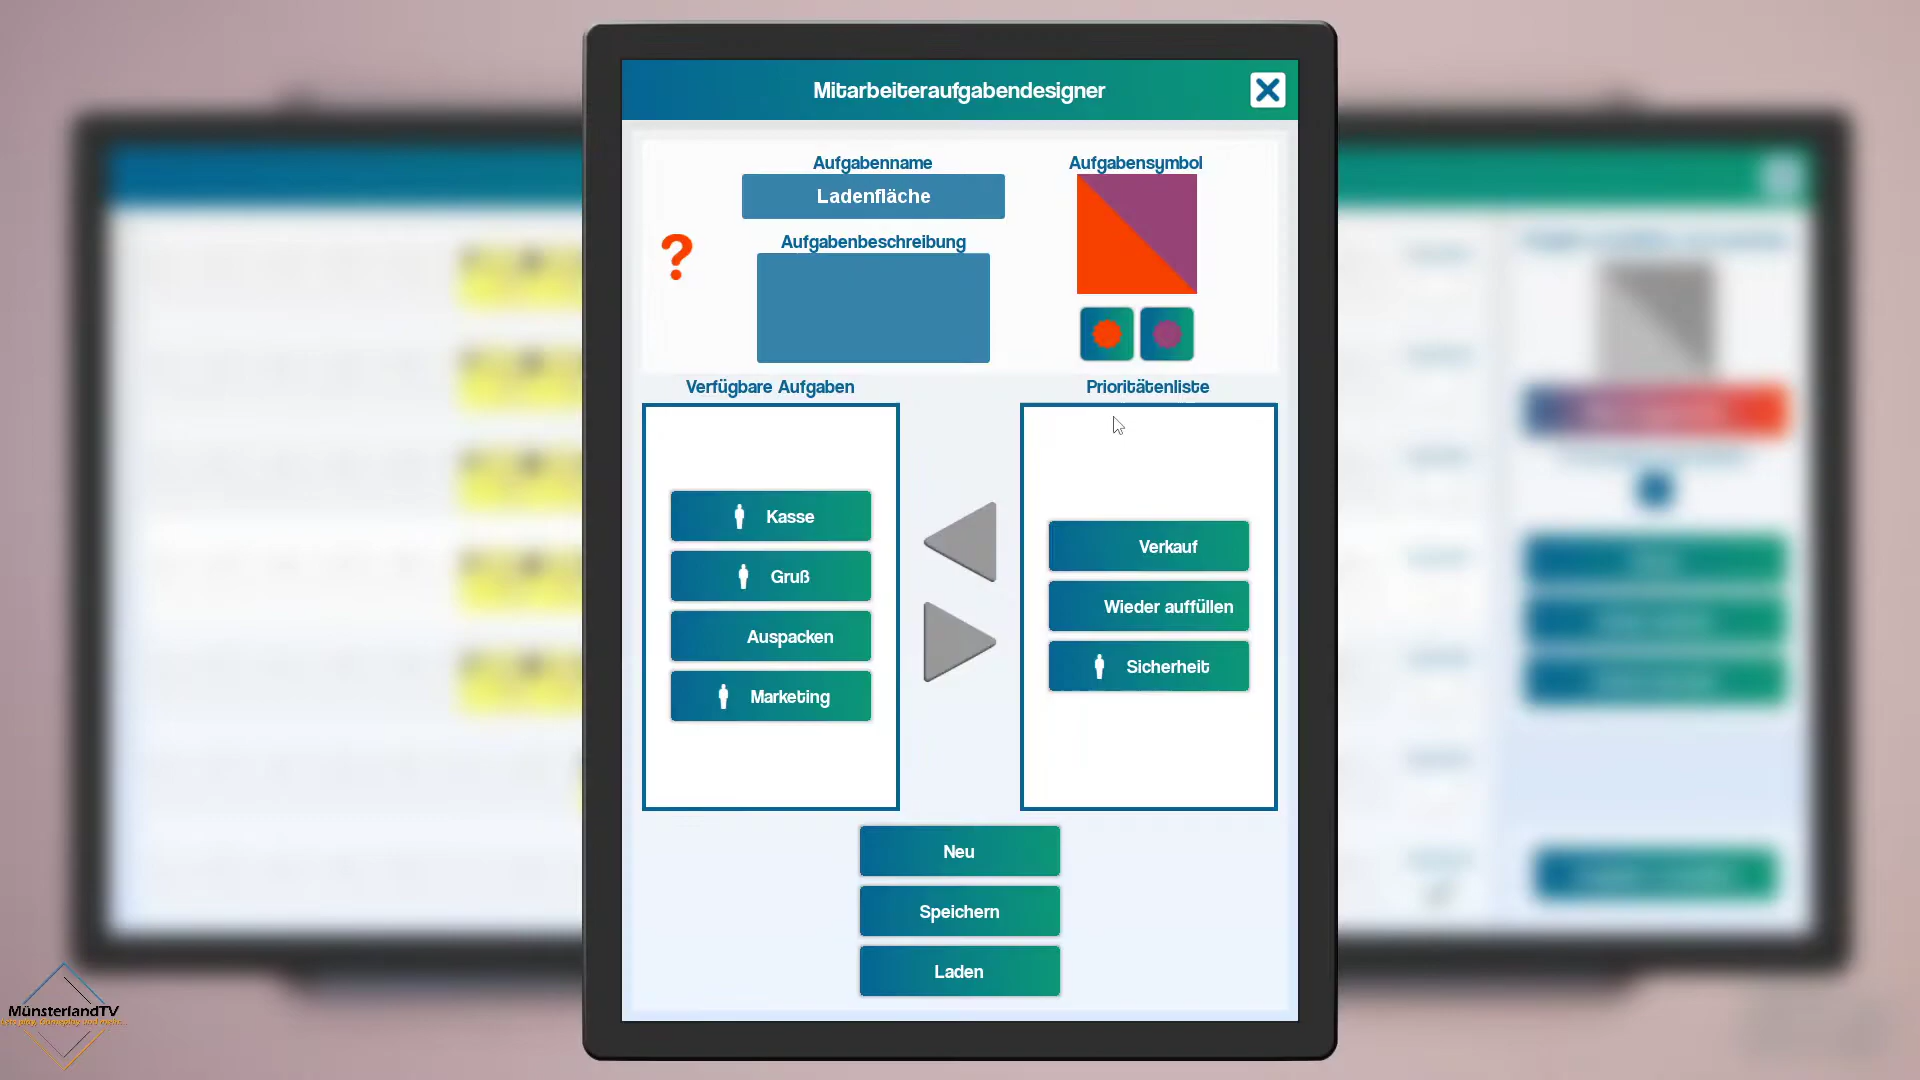 Mitarbeiteraufgabendesigner
Aufgabenname
Ladenfläche
Aufgabensymbol
?
Aufgabenbeschreibung
Verfügbare Aufgaben
Prioritätenliste
Kasse
Gruß
Auspacken
Marketing
Verkauf
Wieder auffüllen
Sicherheit
Neu
Speichern
Laden
MünsterlandTV